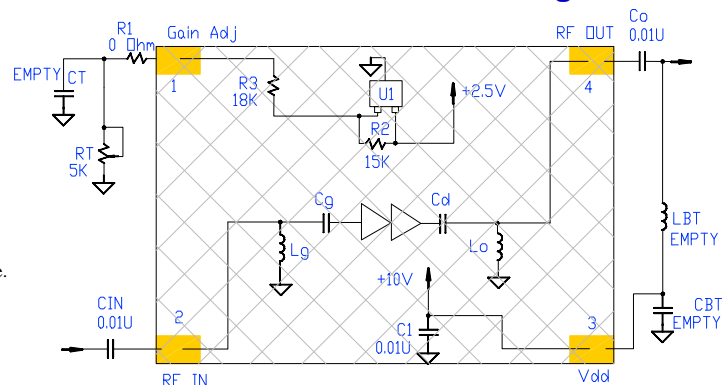 Co
0.01U
R1
0 Ohm
Gain Adj
RF OUT
EMPTY
CT
1
R3
18K
U1
+2.5V
4
R2
15K
RT
5K
Cg
Cd
Lg
Lo
LBT
EMPTY
e.
+10V
CIN
0.01U
2
C1
0.01U
3
CBT
EMPTY
RF IN
Vdd